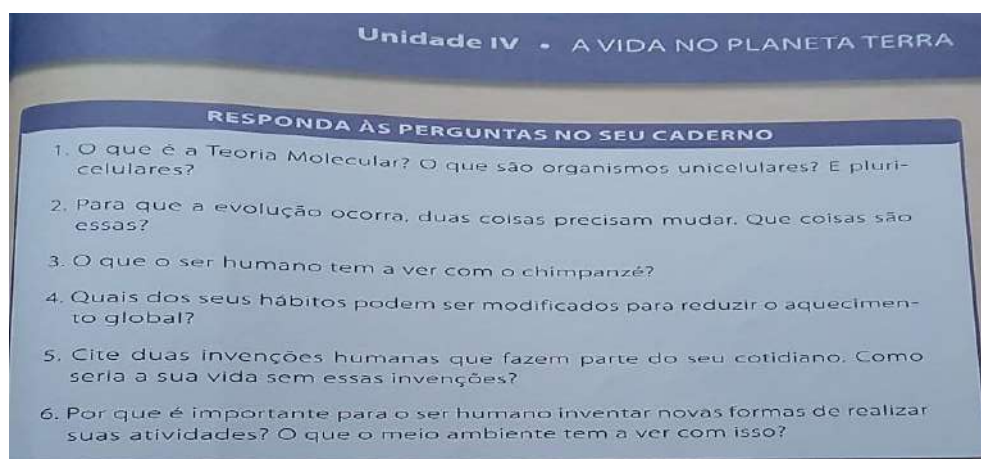 Unidade IV • A VIDA NO PLANETA TERRA
RESPONDA ÀS PERGUNTAS NO SEU CADERNO
1. O que é a Teoria Molecular? O que são organismos unicelulares? E pluri-
celulares?
2. Para que a evolução ocorra, duas coisas precisam mudar. Que coisas são
essas?
3. O que o ser humano tem a ver com o chimpanzé?
4. Quais dos seus hábitos podem ser modificados para reduzir o aquecimen-
to global?
5. Cite duas invenções humanas que fazem parte do seu cotidiano. Como
seria a sua vida sem essas invenções?
6. Por que é importante para o ser humano inventar novas formas de realizar
suas atividades? O que o meio ambiente tem a ver com isso?